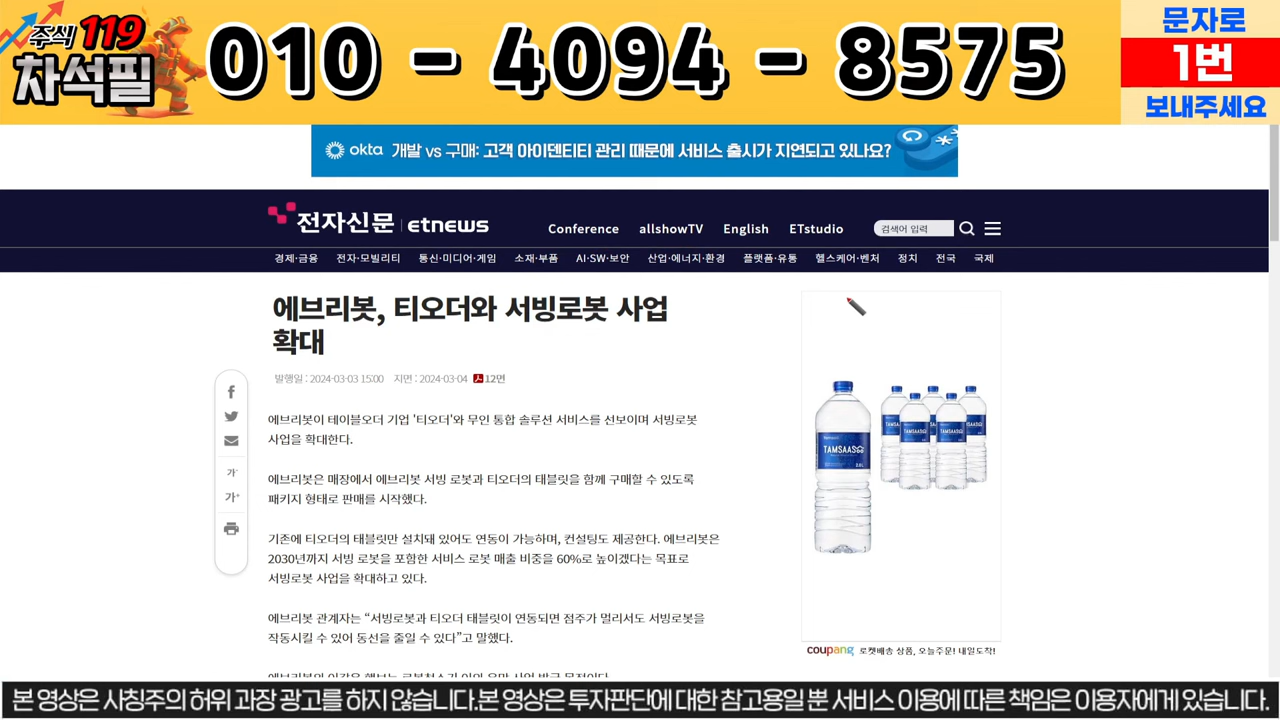 주식 119
차석필
010 - 4094 - 8575
문자로
1번
보내주세요
okta 개발 vs 구매: 고객 아이덴티티 관리 때문에 서비스 출시가 지연되고 있나요?
전자신문 | etnews
Conference allshowTV English ETstudio
검색어 입력
경제·금융 전자·모빌리티 통신·미디어·게임 소재·부품 AI·SW·보안 산업·에너지·환경 플랫폼·유통 헬스케어·벤처 정치 전국 국제
에브리봇, 티오더와 서빙로봇 사업
확대
발행일 : 2024-03-03 15:00 지면 : 2024-03-04 12면
에브리봇이 테이블오더 기업 '티오더'와 무인 통합 솔루션 서비스를 선보이며 서빙로봇
사업을 확대한다.
에브리봇은 매장에서 에브리봇 서빙 로봇과 티오더의 태블릿을 함께 구매할 수 있도록
패키지 형태로 판매를 시작했다.
기존에 티오더의 태블릿만 설치돼 있어도 연동이 가능하며, 컨설팅도 제공한다. 에브리봇은
2030년까지 서빙 로봇을 포함한 서비스 로봇 매출 비중을 60%로 높이겠다는 목표로
서빙로봇 사업을 확대하고 있다.
에브리봇 관계자는 “서빙로봇과 티오더 태블릿이 연동되면 점주가 멀리서도 서빙로봇을
작동시킬 수 있어 동선을 줄일 수 있다”고 말했다.
가-
가+
TAMSAAS
2.0L
TAMSAAS
coupang 로켓배송 상품, 오늘주문! 내일도착!
본 영상은 사칭주의 허위 과장 광고를 하지 않습니다.본 영상은 투자판단에 대한 참고용일 뿐 서비스 이용에 따른 책임은 이용자에게 있습니다.